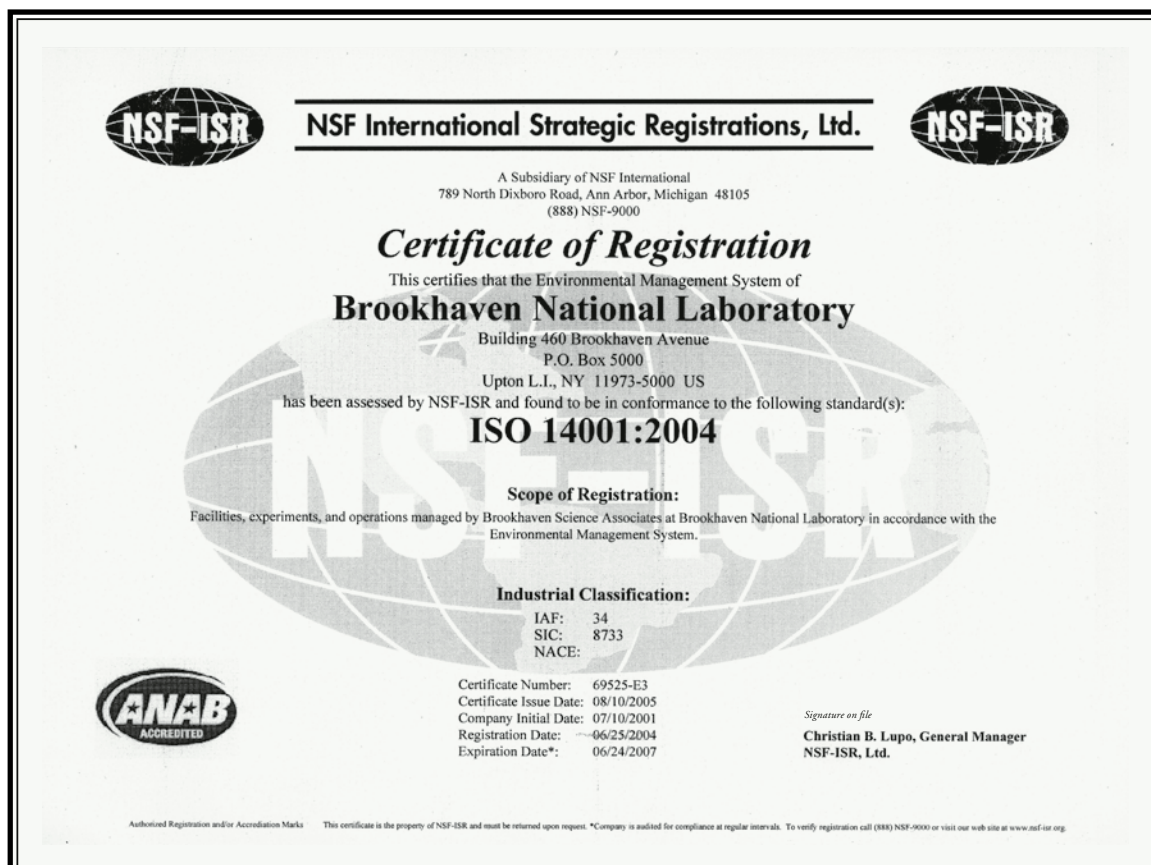 NSF-ISR
NSF International Strategic Registrations, Ltd.
NSF-ISR
A Subsidiary of NSF International
789 North Dixboro Road, Ann Arbor, Michigan 48105
(888) NSF-9000
Certificate of Registration
This certifies that the Environmental Management System of
Brookhaven National Laboratory
Building 460 Brookhaven Avenue
P.O. Box 5000
Upton L.I., NY 11973-5000 US
has been assessed by NSF-ISR and found to be in conformance to the following standard(s):
ISO 14001:2004
NSF-ISR
Scope of Registration:
Facilities, experiments, and operations managed by Brookhaven Science Associates at Brookhaven National Laboratory in accordance with the
Environmental Management System.
Industrial Classification:
IAF: 34
SIC: 8733
NACE:
ANAB
ACCREDITED
Certificate Number: 69525-E3
Certificate Issue Date: 08/10/2005
Company Initial Date: 07/10/2001
Registration Date: 06/25/2004
Expiration Date*: 06/24/2007
Signature on file
Christian B. Lupo, General Manager
NSF-ISR, Ltd.
Authorized Registration and/or Accreditation Marks This certificate is the property of NSF-ISR and must be returned upon request. *Company is audited for compliance at regular intervals. To verify registration call (888) NSF-9000 or visit our web site at www.nsf-isr.org.